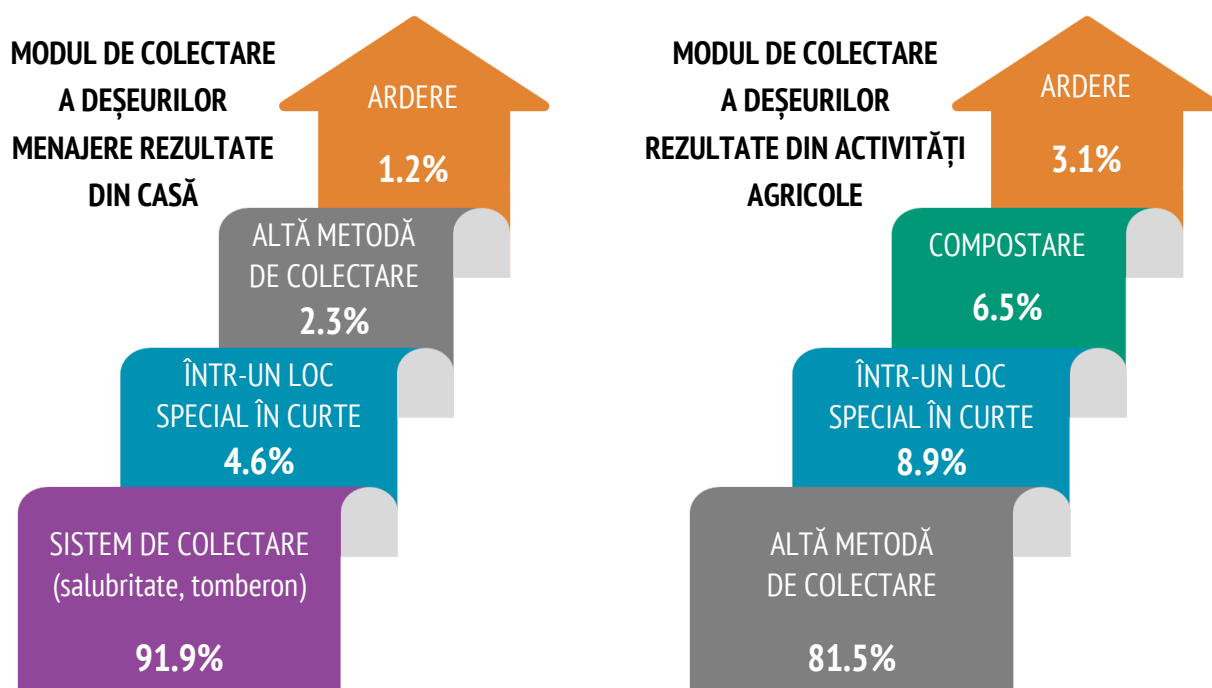 MODUL DE COLECTARE
A DEȘEURILOR
MENAJERE REZULTATE
DIN CASĂ
ARDERE
1.2%
ALTĂ METODĂ
DE COLECTARE
2.3%
ÎNTR-UN LOC
SPECIAL ÎN CURTE
4.6%
SISTEM DE COLECTARE
(salubritate, tomberon)
91.9%
MODUL DE COLECTARE
A DEȘEURILOR
REZULTATE DIN ACTIVITĂȚI
AGRICOLE
ARDERE
3.1%
COMPOSTARE
6.5%
ÎNTR-UN LOC
SPECIAL ÎN CURTE
8.9%
ALTĂ METODĂ
DE COLECTARE
81.5%